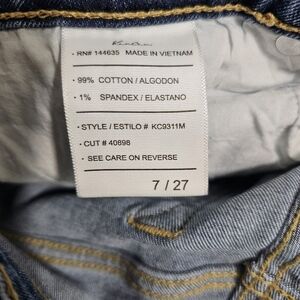 KanCan
· RN# 144635 MADE IN VIETNAM
· 99% COTTON / ALGODON
· 1% SPANDEX / ELASTANO
· STYLE / ESTILO # KC9311M
· CUT # 40898
· SEE CARE ON REVERSE
7 / 27